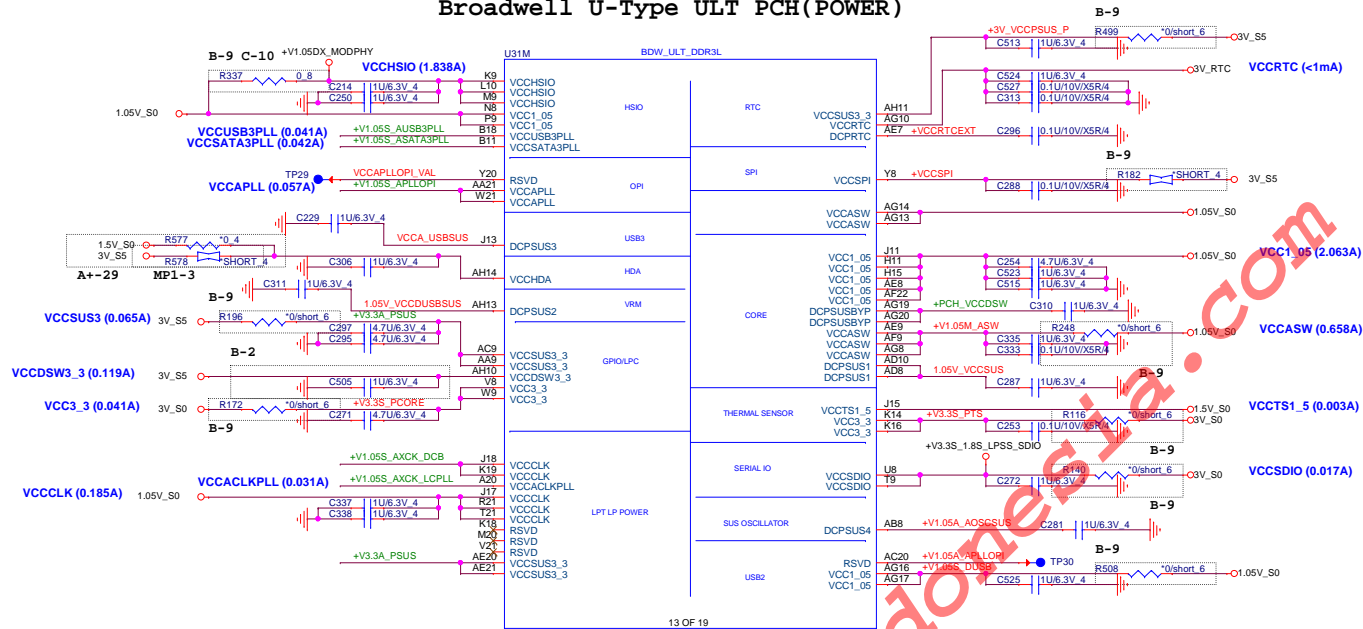 Broadwell U-Type ULT PCH(POWER)
B-9 C-10
+V1.05DX_MODPHY
R337
0_8
VCCHSIO (1.838A)
C214
1U/6.3V_4
C250
1U/6.3V_4
1.05V_S0
VCCUSB3PLL (0.041A)
+V1.05S_AUSB3PLL
VCCSATA3PLL (0.042A)
+V1.05S_ASATA3PLL
TP29
VCCAPLLOPI_VAL
VCCAPLL (0.057A)
+V1.05S_APLLOPI
C229
1U/6.3V_4
VCCA_USBSUS
1.5V_S0
R577
*0_4
3V_S5
R578
*SHORT_4
A+-29
MP1-3
C306
1U/6.3V_4
C311
1U/6.3V_4
1.05V_VCCDUSBSUS
B-9
VCCSUS3 (0.065A)
3V_S5
R196
*0/short_6
+V3.3A_PSUS
C297
4.7U/6.3V_4
C295
4.7U/6.3V_4
B-2
VCCDSW3_3 (0.119A)
3V_S5
C505
1U/6.3V_4
VCC3_3 (0.041A)
3V_S0
R172
*0/short_6
+V3.3S_PCORE
C271
4.7U/6.3V_4
B-9
+V1.05S_AXCK_DCB
VCCACLKPLL (0.031A)
+V1.05S_AXCK_LCPLL
VCCCLK (0.185A)
1.05V_S0
C337
1U/6.3V_4
C338
1U/6.3V_4
+V3.3A_PSUS
U31M
BDW_ULT_DDR3L
K9 VCCHSIO
L10 VCCHSIO
M9 VCCHSIO
N8 VCC1_05
P9 VCC1_05
B18 VCCUSB3PLL
B11 VCCSATA3PLL
Y20 RSVD
AA21 VCCAPLL
W21 VCCAPLL
J13 DCPSUS3
AH14 VCCHDA
AH13 DCPSUS2
AC9 VCCSUS3_3
AA9 VCCSUS3_3
AH10 VCCDSW3_3
V8 VCC3_3
W9 VCC3_3
J18 VCCCLK
K19 VCCCLK
A20 VCCACLKPLL
J17 VCCCLK
R21 VCCCLK
T21 VCCCLK
K18 RSVD
M20 RSVD
V21 RSVD
AE20 VCCSUS3_3
AE21 VCCSUS3_3
HSIO
OPI
USB3
HDA
VRM
GPIO/LPC
LPT LP POWER
RTC
SPI
CORE
THERMAL SENSOR
SERIAL IO
SUS OSCILLATOR
USB2
13 OF 19
VCCSUS3_3 AH11
VCCRTC AG10
DCPRTC AE7
VCCSPI Y8
VCCASW AG14
VCCASW AG13
VCC1_05 J11
VCC1_05 H11
VCC1_05 H15
VCC1_05 AE8
VCC1_05 AF22
DCPSUSBYP AG19
DCPSUSBYP AG20
VCCASW AE9
VCCASW AF9
VCCASW AG8
DCPSUS1 AD10
DCPSUS1 AD8
VCCTS1_5 J15
VCC3_3 K14
VCC3_3 K16
VCCSDIO U8
VCCSDIO T9
DCPSUS4 AB8
RSVD AC20
VCC1_05 AG16
VCC1_05 AG17
B-9
+3V_VCCPSUS_P
R499
*0/short_6
3V_S5
C513
1U/6.3V_4
3V_RTC
VCCRTC (<1mA)
C524
1U/6.3V_4
C527
0.1U/10V/X5R/4
C313
0.1U/10V/X5R/4
+VCCRTCEXT
C296
0.1U/10V/X5R/4
B-9
+VCCSPI
R182
*SHORT_4
3V_S5
C288
0.1U/10V/X5R/4
1.05V_S0
VCC1_05 (2.063A)
1.05V_S0
C254
4.7U/6.3V_4
C523
1U/6.3V_4
C515
1U/6.3V_4
+PCH_VCCDSW
C310
1U/6.3V_4
+V1.05M_ASW
R248
*0/short_6
1.05V_S0
VCCASW (0.658A)
C335
1U/6.3V_4
C333
0.1U/10V/X5R/4
B-9
1.05V_VCCSUS
C287
1U/6.3V_4
1.5V_S0
VCCTS1_5 (0.003A)
+V3.3S_PTS
R116
*0/short_6
3V_S0
C253
0.1U/10V/X5R/4
+V3.3S_1.8S_LPSS_SDIO
B-9
R140
*0/short_6
3V_S0
VCCSDIO (0.017A)
C272
1U/6.3V_4
B-9
+V1.05A_AOSCSUS
C281
1U/6.3V_4
+V1.05A_APLLOPI
TP30
B-9
+V1.05S_DUSB
R508
*0/short_6
1.05V_S0
C525
1U/6.3V_4
donesia.com